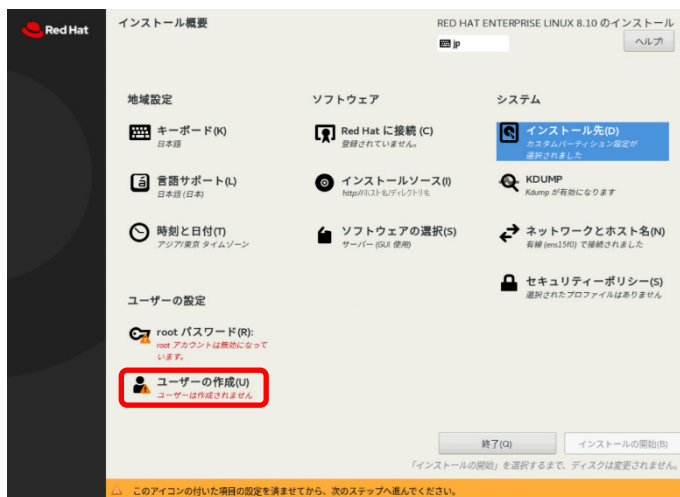 Red Hat
インストール概要
RED HAT ENTERPRISE LINUX 8.10 のインストール
jp
ヘルプ!
地域設定
ソフトウェア
システム
キーボード(K)
日本語
Red Hat に接続 (C)
登録されていません。
インストール先(D)
カスタムパーティション設定が
選択されました
言語サポート(L)
日本語 (日本)
インストールソース(I)
http://ホスト名/ディレクトリ名
KDUMP
Kdump が有効になります
時刻と日付(T)
アジア/東京 タイムゾーン
ソフトウェアの選択(S)
サーバー (GUI 使用)
ネットワークとホスト名(N)
有線 (ens15f0) で接続されました
セキュリティーポリシー(S)
選択されたプロファイルはありません
ユーザーの設定
root パスワード(R):
root アカウントは無効になって
います。
ユーザーの作成(U)
ユーザーは作成されません
終了(Q)
インストールの開始(B)
「インストールの開始」を選択するまで、ディスクは変更されません。
このアイコンの付いた項目の設定を済ませてから、次のステップへ進んでください。